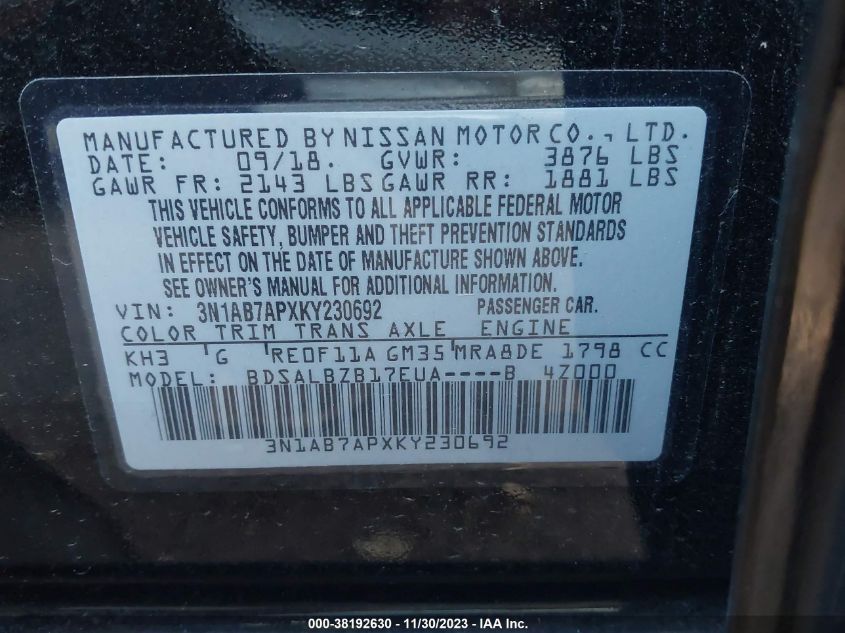 MANUFACTURED BY NISSAN MOTOR CO., LTD.
DATE: 09/18. GVWR: 3876 LBS
GAWR FR: 2143 LBS GAWR RR: 1881 LBS
THIS VEHICLE CONFORMS TO ALL APPLICABLE FEDERAL MOTOR
VEHICLE SAFETY, BUMPER AND THEFT PREVENTION STANDARDS
IN EFFECT ON THE DATE OF MANUFACTURE SHOWN ABOVE.
SEE OWNER'S MANUAL FOR ADDITIONAL INFORMATION.
VIN: 3N1AB7APXKY230692 PASSENGER CAR.
COLOR TRIM TRANS AXLE ENGINE
KH3 G RE0F11A GM35 MRA8DE 1798 CC
MODEL: BDSALBZB17EUA----B 4Z000
3N1AB7APXKY230692
000-38192630 - 11/30/2023 - IAA Inc.